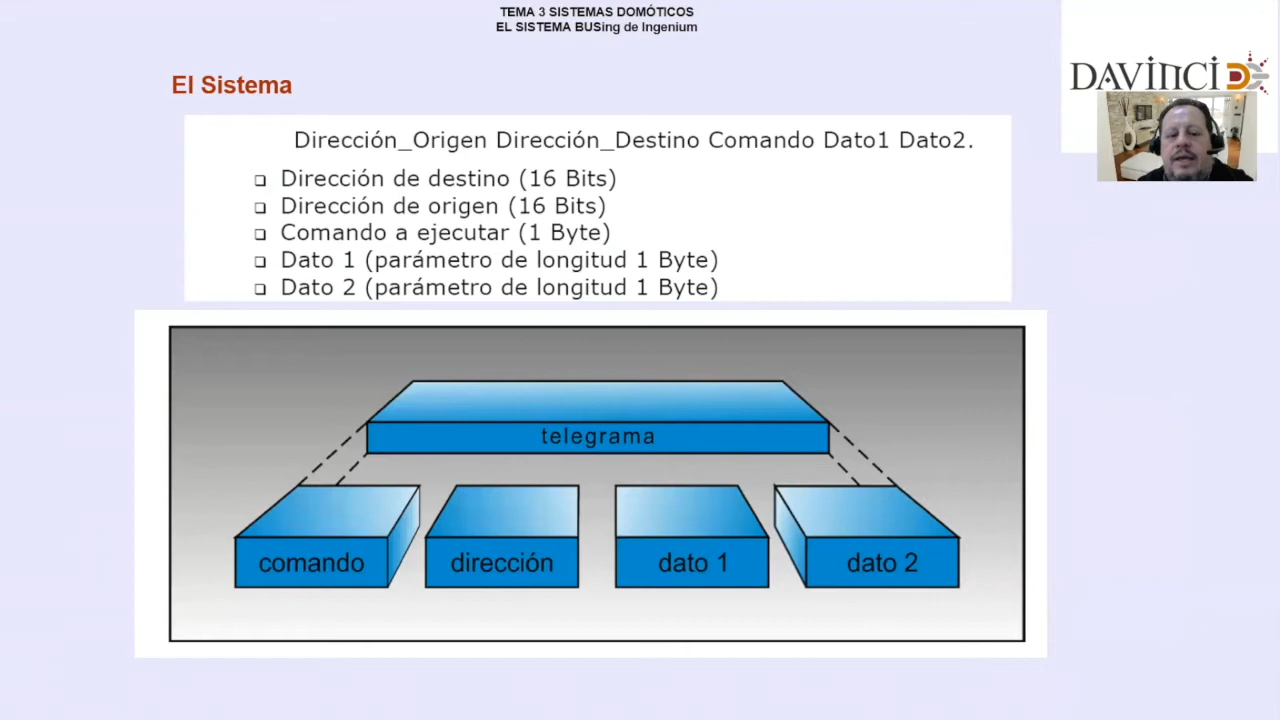 TEMA 3 SISTEMAS DOMÓTICOS
EL SISTEMA BUSing de Ingenium
DAVINCI
El Sistema
Dirección_Origen Dirección_Destino Comando Dato1 Dato2.
❑ Dirección de destino (16 Bits)
❑ Dirección de origen (16 Bits)
❑ Comando a ejecutar (1 Byte)
❑ Dato 1 (parámetro de longitud 1 Byte)
❑ Dato 2 (parámetro de longitud 1 Byte)
telegrama
comando dirección dato 1 dato 2